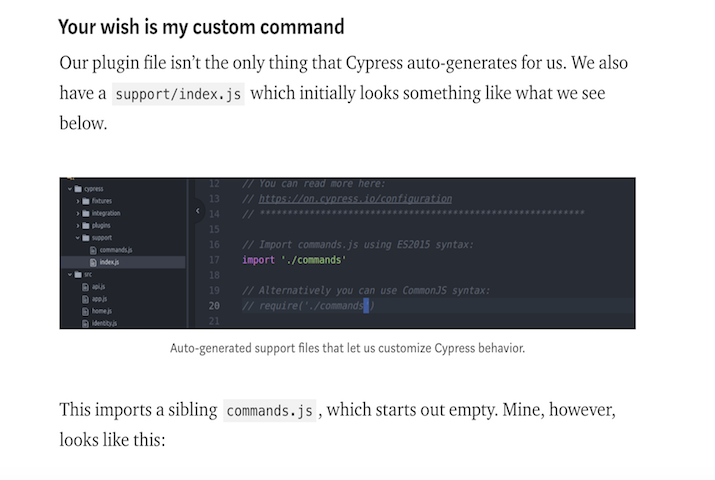 Your wish is my custom command
Our plugin file isn’t the only thing that Cypress auto-generates for us. We also
have a support/index.js which initially looks something like what we see
below.
cypress
fixtures
integration
plugins
support
commands.js
index.js
src
api.js
app.js
home.js
identity.js
12 // You can read more here:
13 // https://on.cypress.io/configuration
14 // ***********************************************************
15
16 // Import commands.js using ES2015 syntax:
17 import './commands'
18
19 // Alternatively you can use CommonJS syntax:
20 // require('./commands')
21
Auto-generated support files that let us customize Cypress behavior.
This imports a sibling commands.js, which starts out empty. Mine, however,
looks like this: